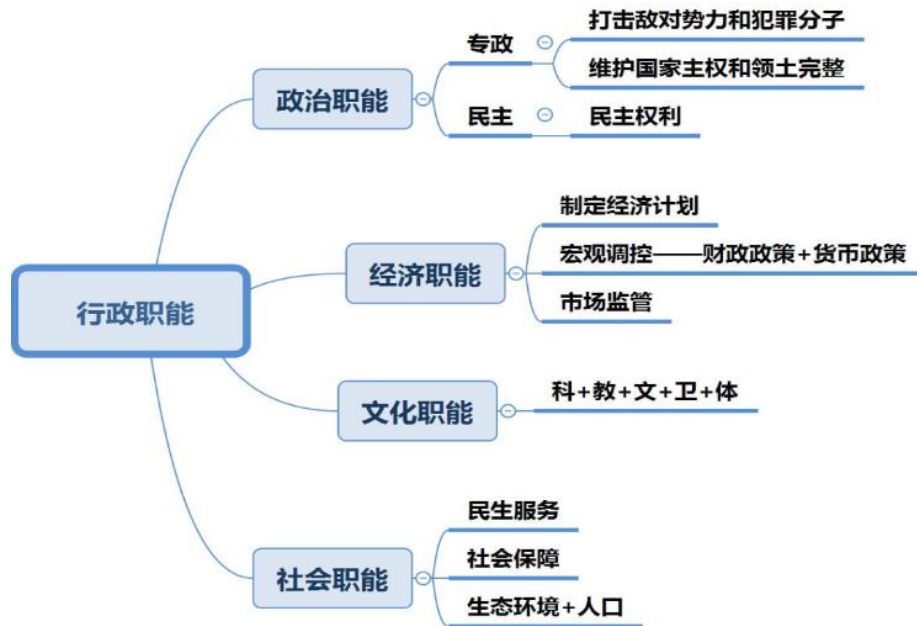 行政职能
政治职能
专政
打击敌对势力和犯罪分子
维护国家主权和领土完整
民主
民主权利
经济职能
制定经济计划
宏观调控——财政政策+货币政策
市场监管
文化职能
科+教+文+卫+体
社会职能
民生服务
社会保障
生态环境+人口